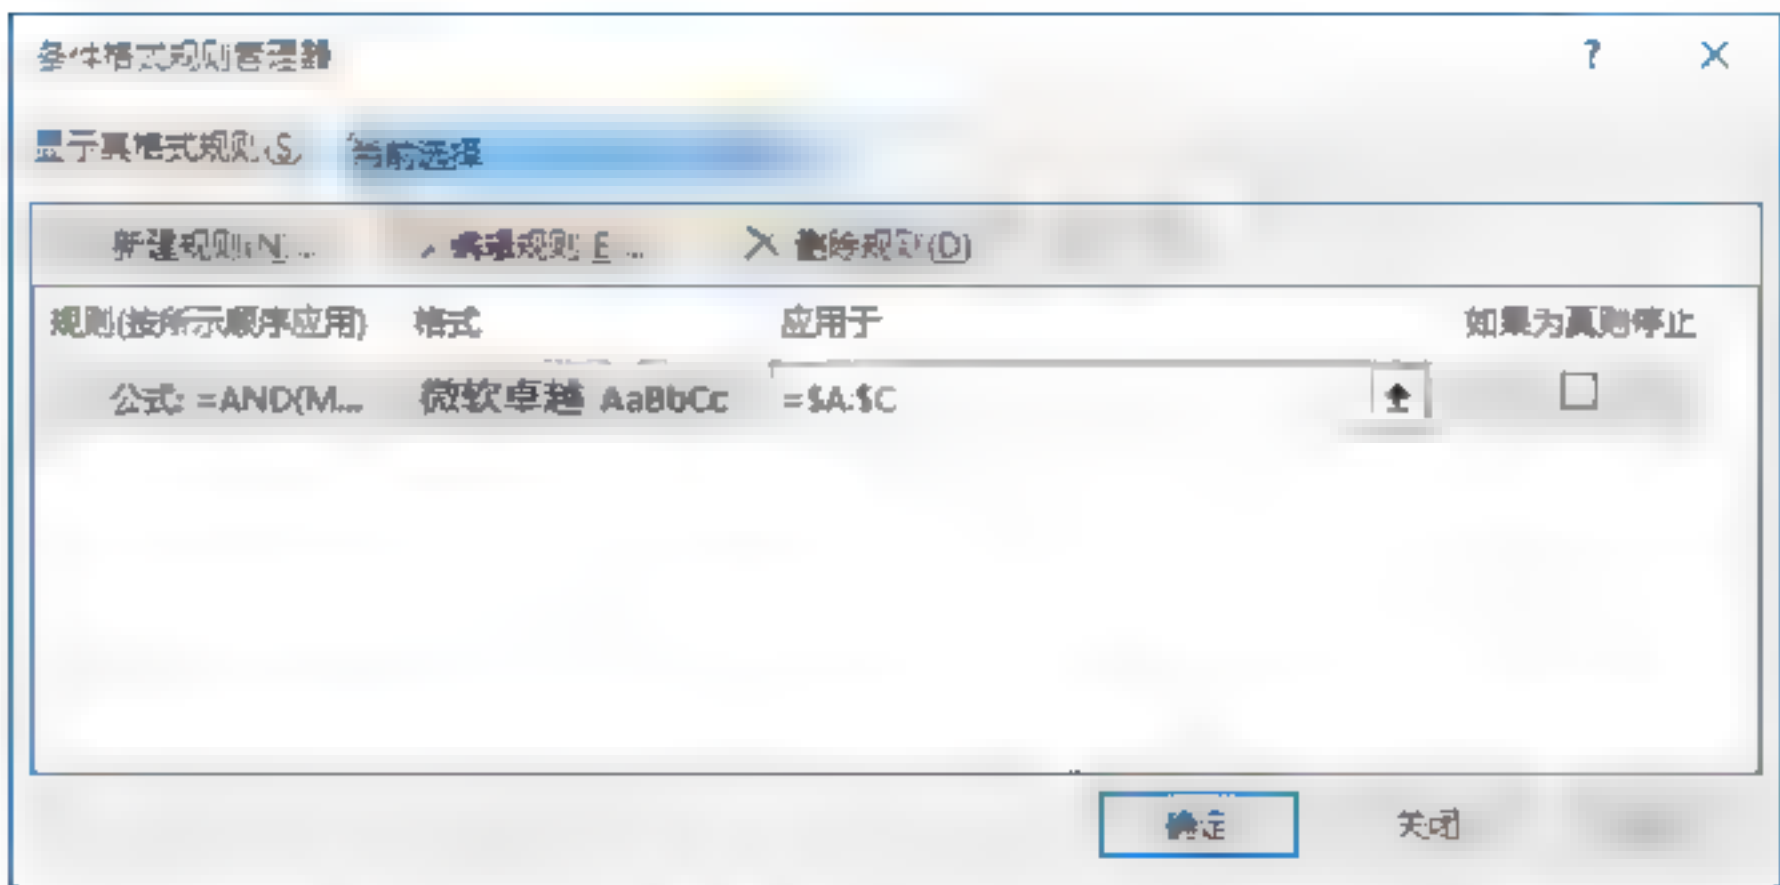 条件格式规则管理器
显示其格式规则(S) 当前选择
新建规则(N)... 编辑规则(E)... 删除规则(D)
规则(按所示顺序应用) 格式 应用于 如果为真则停止
公式: =AND(M... 微软卓越 AaBbCc =$A:$C
确定 关闭